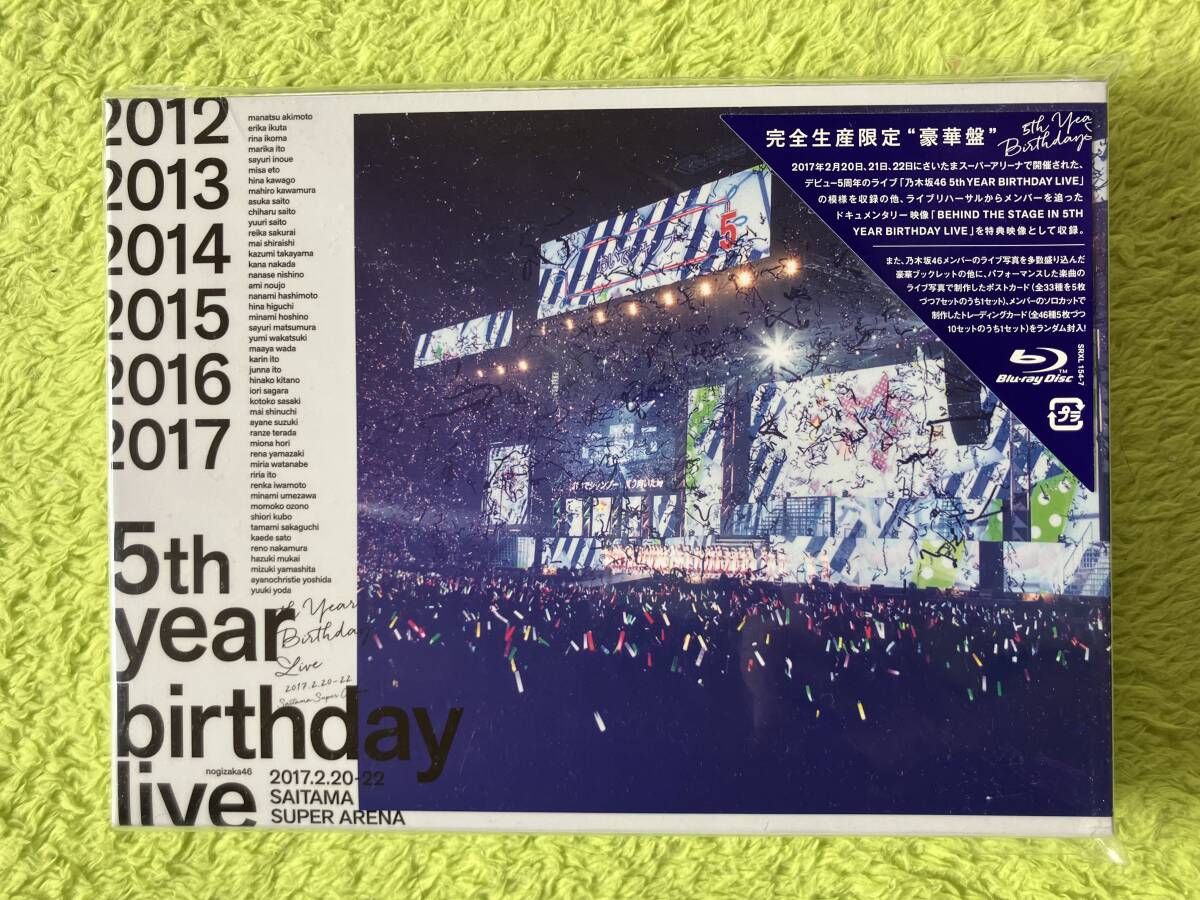 2012
2013
2014
2015
2016
2017
manatsu akimoto
erika ikuta
rina ikoma
marika ito
sayuri inoue
misa eto
hina kawago
mahiro kawamura
asuka saito
chiharu saito
yuuri saito
reika sakurai
mai shiraishi
kazumi takayama
kana nakada
nanase nishino
ami noujo
nanami hashimoto
hina higuchi
minami hoshino
sayuri matsumura
yumi wakatsuki
maaya wada
karin ito
junna ito
hinako kitano
iori sagara
kotoko sasaki
mai shinuchi
ayane suzuki
ranze terada
miona hori
rena yamazaki
miria watanabe
riria ito
renka iwamoto
minami umezawa
momoko ozono
shiori kubo
tamami sakaguchi
kaede sato
reno nakamura
hazuki mukai
mizuki yamashita
ayanochristie yoshida
yuuki yoda
5th
year
birthday
live
nogizaka46
th Year
Birthday
Live
2017.2.20-22
Saitama Super
2017.2.20-22
SAITAMA
SUPER ARENA
5
完全生産限定“豪華盤”
5th Yea
Birthday
2017年2月20日、21日、22日にさいたまスーパーアリーナで開催された、
デビュー5周年のライブ「乃木坂46 5th YEAR BIRTHDAY LIVE」
の模様を収録の他、ライブリハーサルからメンバーを追った
ドキュメンタリー映像「BEHIND THE STAGE IN 5TH
YEAR BIRTHDAY LIVE」を特典映像として収録。
また、乃木坂46メンバーのライブ写真を多数盛り込んだ
豪華ブックレットの他に、パフォーマンスした楽曲の
ライブ写真で制作したポストカード(全33種を5枚
づつ7セットのうち1セット)、メンバーのソロカットで
制作したトレーディングカード(全46種5枚づつ
10セットのうち1セット)をランダム封入!
Blu-ray Disc
TM
SRXL 154-7
プラ